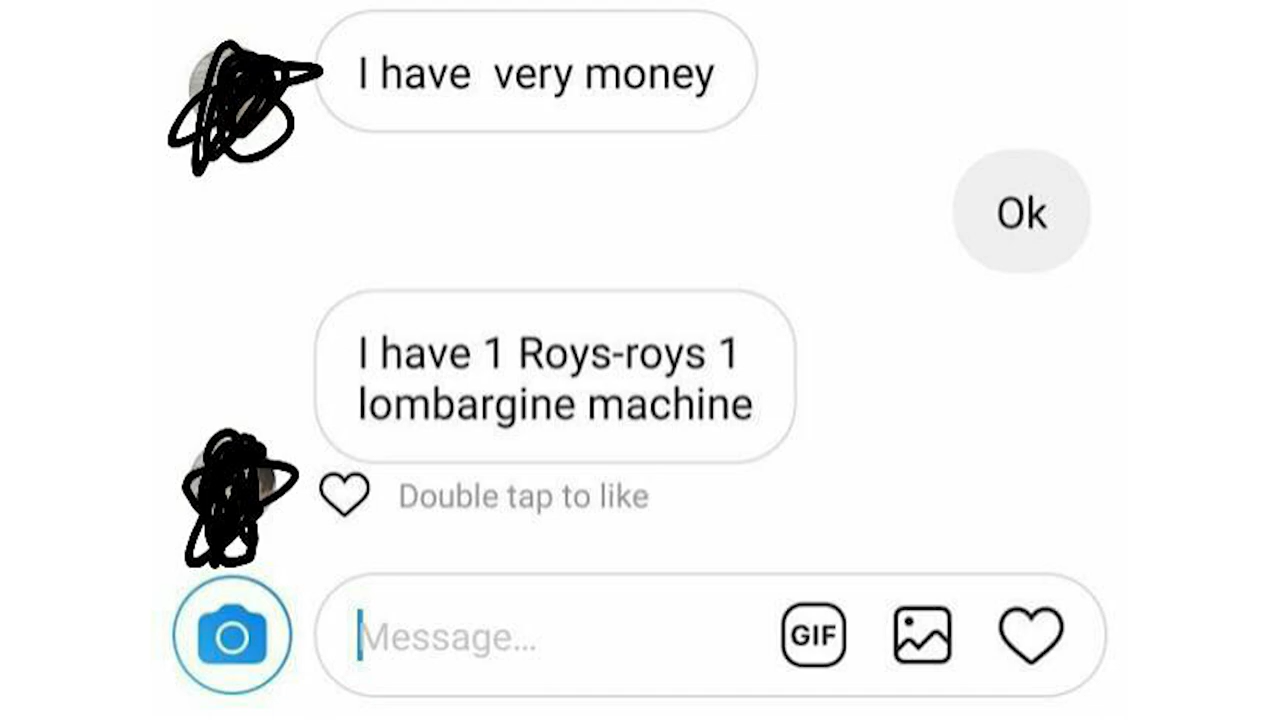 I have very money
Ok
I have 1 Roys-roys 1
lombargine machine
Double tap to like
Message...
GIF